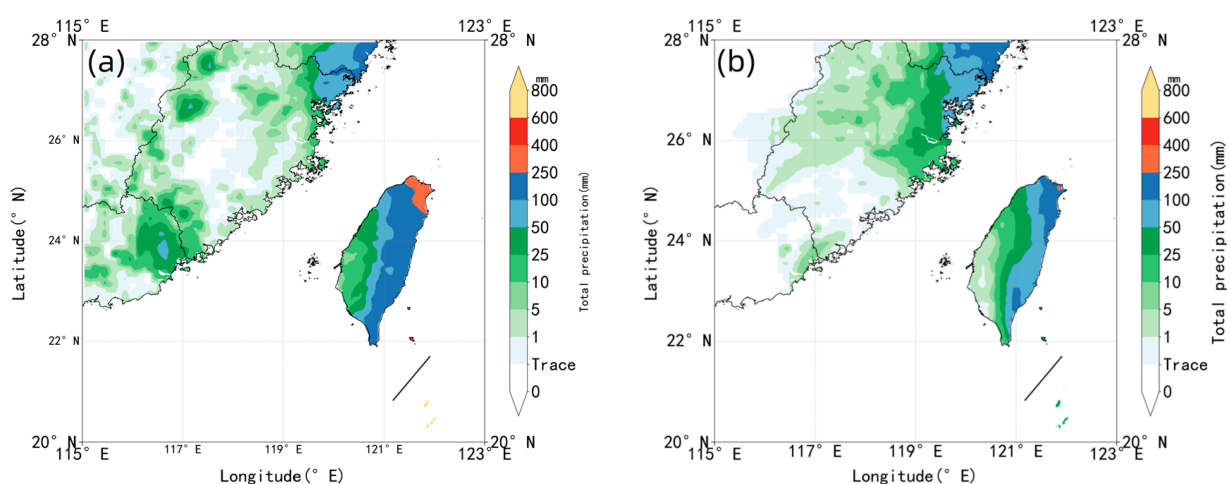 115° E
123° E
28° N
28° N
(a)
26° N
24° N
22° N
20° N
20° N
115° E
117° E
119° E
121° E
123° E
Latitude(° N)
Longitude(° E)
mm
800
600
400
250
100
50
25
10
5
1
Trace
0
Total precipitation(mm)
115° E
123° E
28° N
28° N
(b)
26° N
24° N
22° N
20° N
20° N
115° E
117° E
119° E
121° E
123° E
Latitude(° N)
Longitude(° E)
mm
800
600
400
250
100
50
25
10
5
1
Trace
0
Total precipitation(mm)